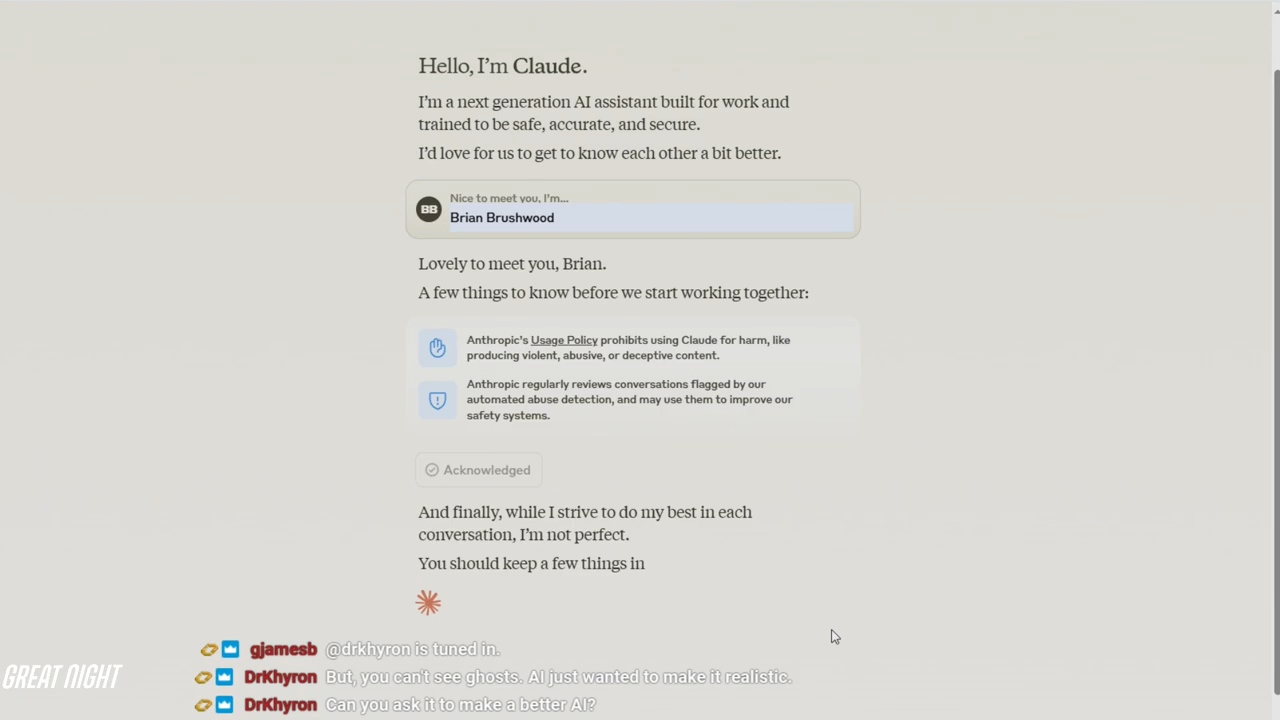 Hello, I'm Claude.
I'm a next generation AI assistant built for work and
trained to be safe, accurate, and secure.
I'd love for us to get to know each other a bit better.
Nice to meet you, I'm...
BB
Brian Brushwood
Lovely to meet you, Brian.
A few things to know before we start working together:
Anthropic's Usage Policy prohibits using Claude for harm, like
producing violent, abusive, or deceptive content.
Anthropic regularly reviews conversations flagged by our
automated abuse detection, and may use them to improve our
safety systems.
Acknowledged
And finally, while I strive to do my best in each
conversation, I'm not perfect.
You should keep a few things in
gjamesb @drkhyron is tuned in.
GREAT NIGHT
DrKhyron But, you can't see ghosts. AI just wanted to make it realistic.
DrKhyron Can you ask it to make a better AI?